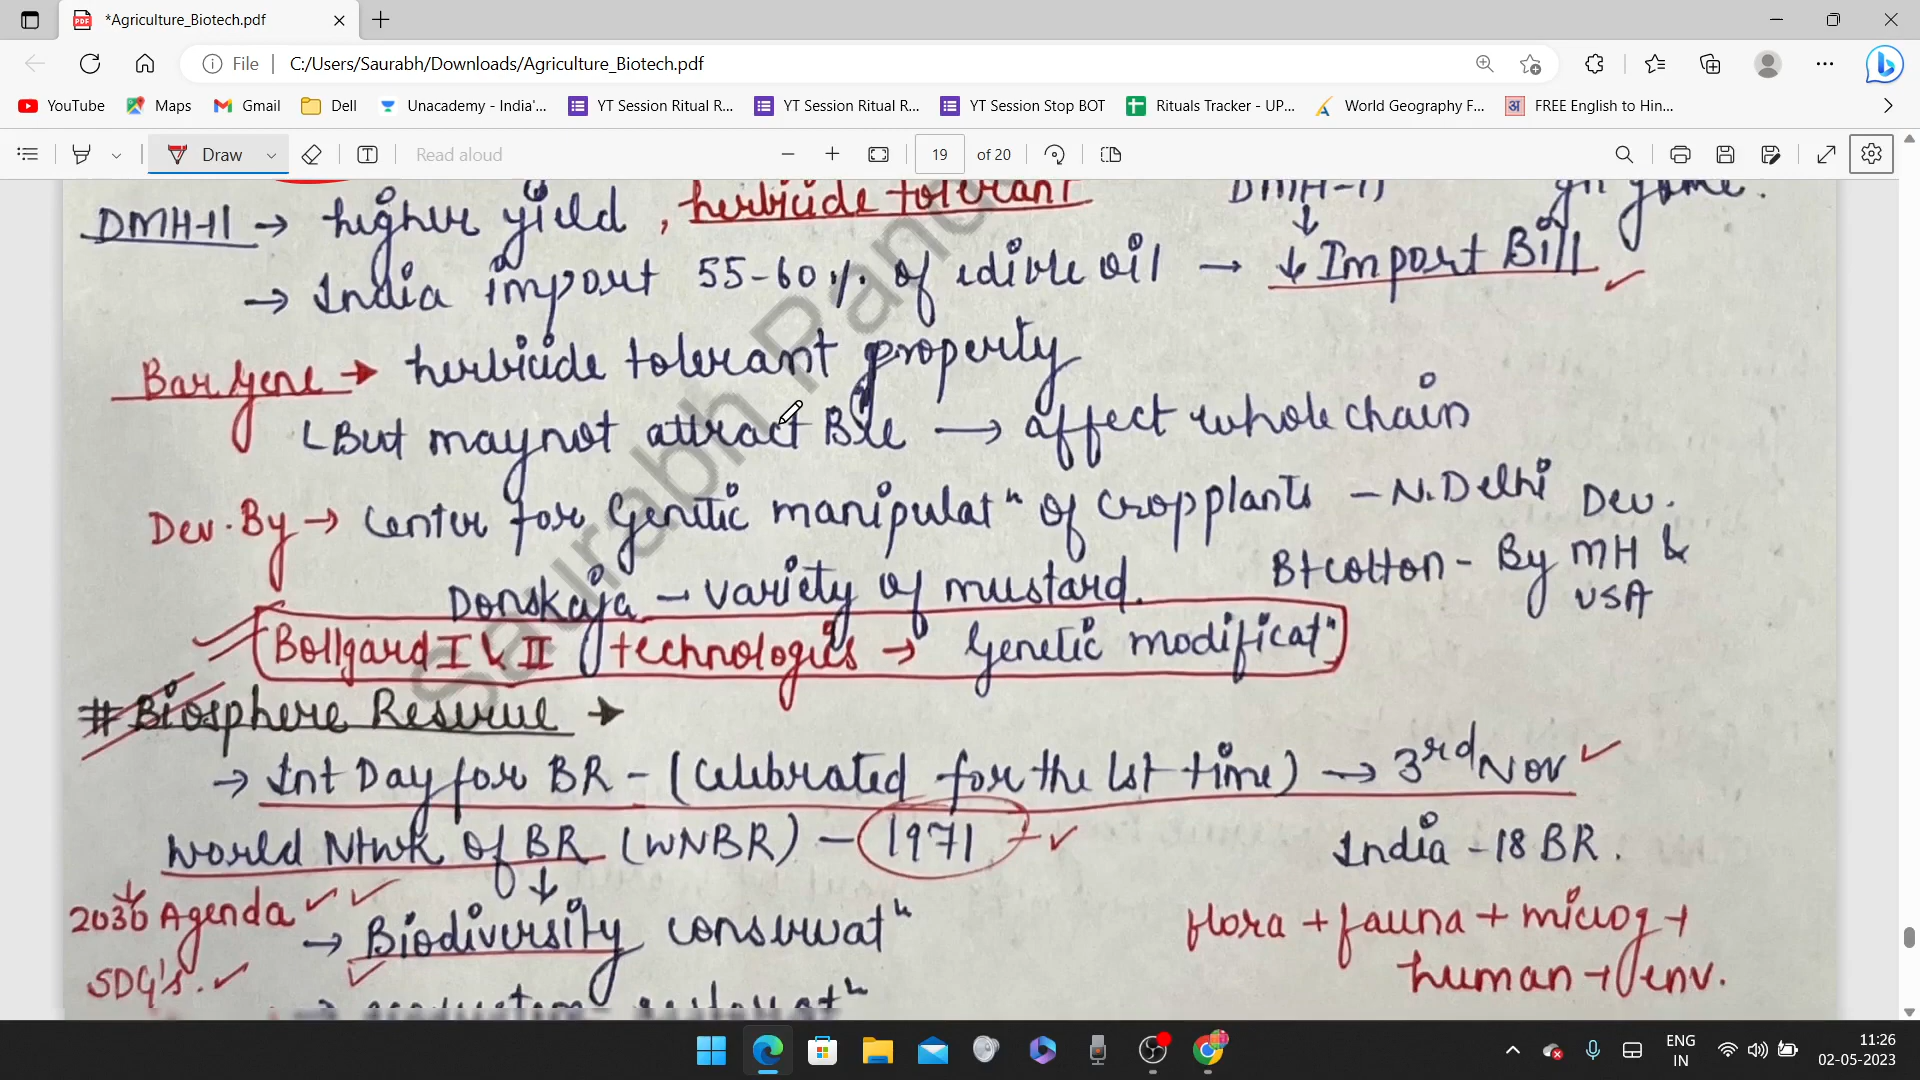 *Agriculture_Biotech.pdf
File C:/Users/Saurabh/Downloads/Agriculture_Biotech.pdf
YouTube Maps Gmail Dell Unacademy - India'... YT Session Ritual R... YT Session Ritual R... YT Session Stop BOT Rituals Tracker - UP... World Geography F... FREE English to Hin...
Draw Read aloud 19 of 20
DMH-11 → higher yield, herbicide tolerant
→ India import 55-60% of edible oil → ↓ Import Bill
Bar gene → herbicide tolerant property
But may not attract Bee → affect whole chain
Dev. By → Center for Genetic manipulatⁿ of crop plants - N. Delhi
Donskaja - variety of mustard.
Bt cotton - By MH & USA
Dev.
Bollgard I & II technologies → Genetic modificatⁿ
# Biosphere Reserve →
→ Int Day for BR - (celebrated for the 1st time) → 3rd Nov
World Ntwk of BR (WNBR) - 1971
India - 18 BR.
2030 Agenda
SDG's.
→ Biodiversity conservatⁿ
flora + fauna + microg +
human + env.
Saurabh
ENG
IN
11:26
02-05-2023